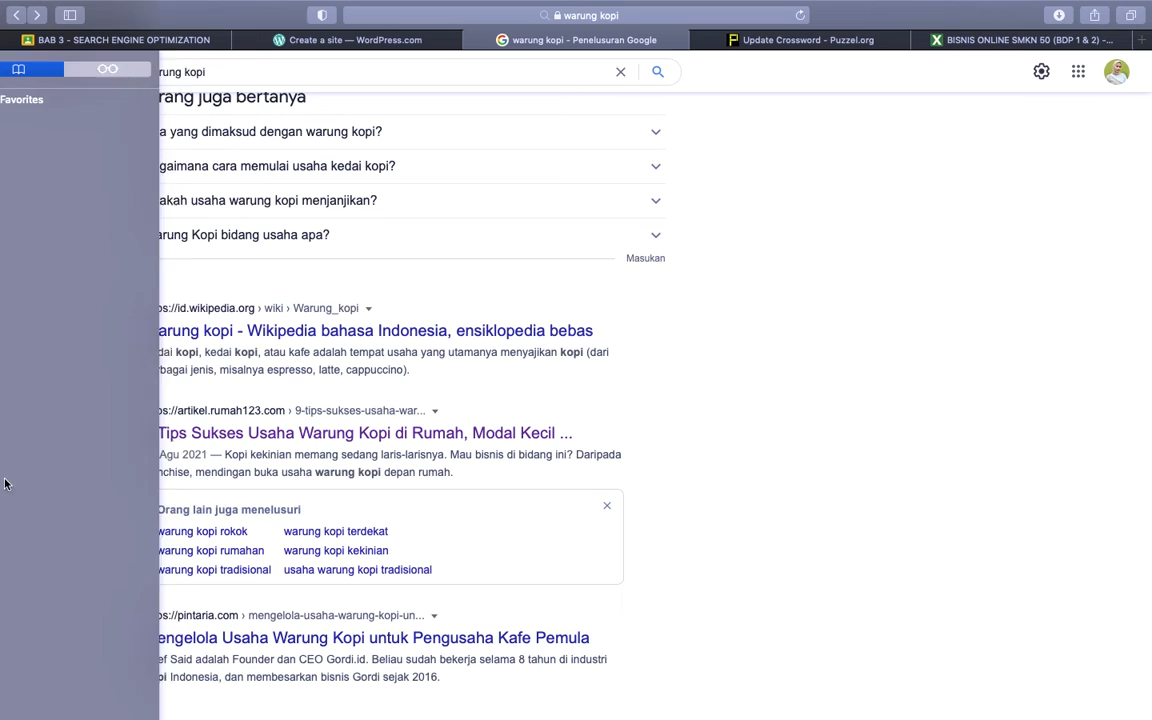 warung kopi
BAB 3 - SEARCH ENGINE OPTIMIZATION
Create a site — WordPress.com
warung kopi - Penelusuran Google
Update Crossword - Puzzel.org
BISNIS ONLINE SMKN 50 (BDP 1 & 2) -...
rung kopi
Favorites
rang juga bertanya
a yang dimaksud dengan warung kopi?
gaimana cara memulai usaha kedai kopi?
akah usaha warung kopi menjanjikan?
arung Kopi bidang usaha apa?
Masukan
ps://id.wikipedia.org › wiki › Warung_kopi
arung kopi - Wikipedia bahasa Indonesia, ensiklopedia bebas
dai kopi, kedai kopi, atau kafe adalah tempat usaha yang utamanya menyajikan kopi (dari
rbagai jenis, misalnya espresso, latte, cappuccino).
ps://artikel.rumah123.com › 9-tips-sukses-usaha-war...
Tips Sukses Usaha Warung Kopi di Rumah, Modal Kecil ...
Agu 2021 — Kopi kekinian memang sedang laris-larisnya. Mau bisnis di bidang ini? Daripada
nchise, mendingan buka usaha warung kopi depan rumah.
Orang lain juga menelusuri
warung kopi rokok
warung kopi terdekat
warung kopi rumahan
warung kopi kekinian
warung kopi tradisional
usaha warung kopi tradisional
ps://pintaria.com › mengelola-usaha-warung-kopi-un...
engelola Usaha Warung Kopi untuk Pengusaha Kafe Pemula
ef Said adalah Founder dan CEO Gordi.id. Beliau sudah bekerja selama 8 tahun di industri
pi Indonesia, dan membesarkan bisnis Gordi sejak 2016.